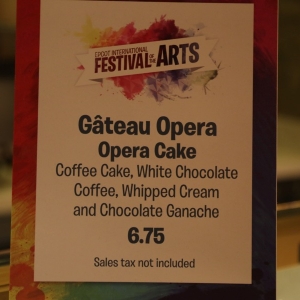 EPCOT INTERNATIONAL
FESTIVAL OF THE ARTS
Gâteau Opera
Opera Cake
Coffee Cake, White Chocolate
Coffee, Whipped Cream
and Chocolate Ganache
6.75
Sales tax not included